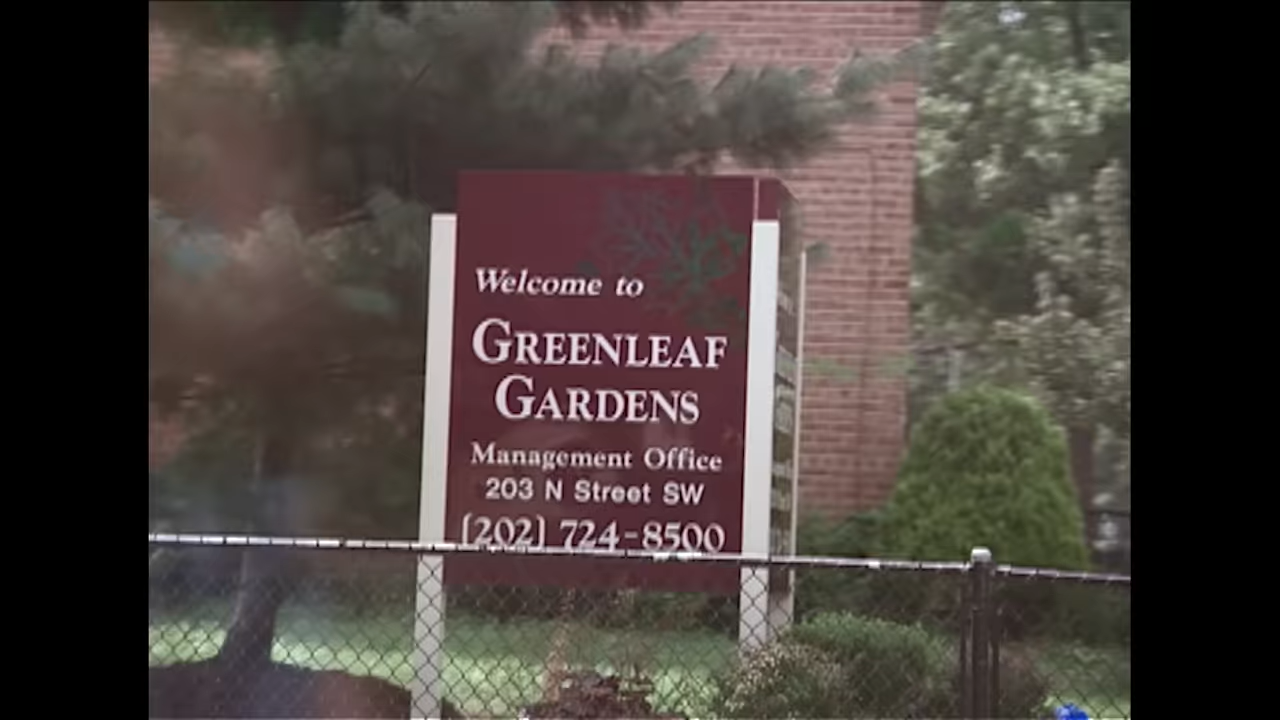 Welcome to
GREENLEAF
GARDENS
Management Office
203 N Street SW
(202) 724-8500